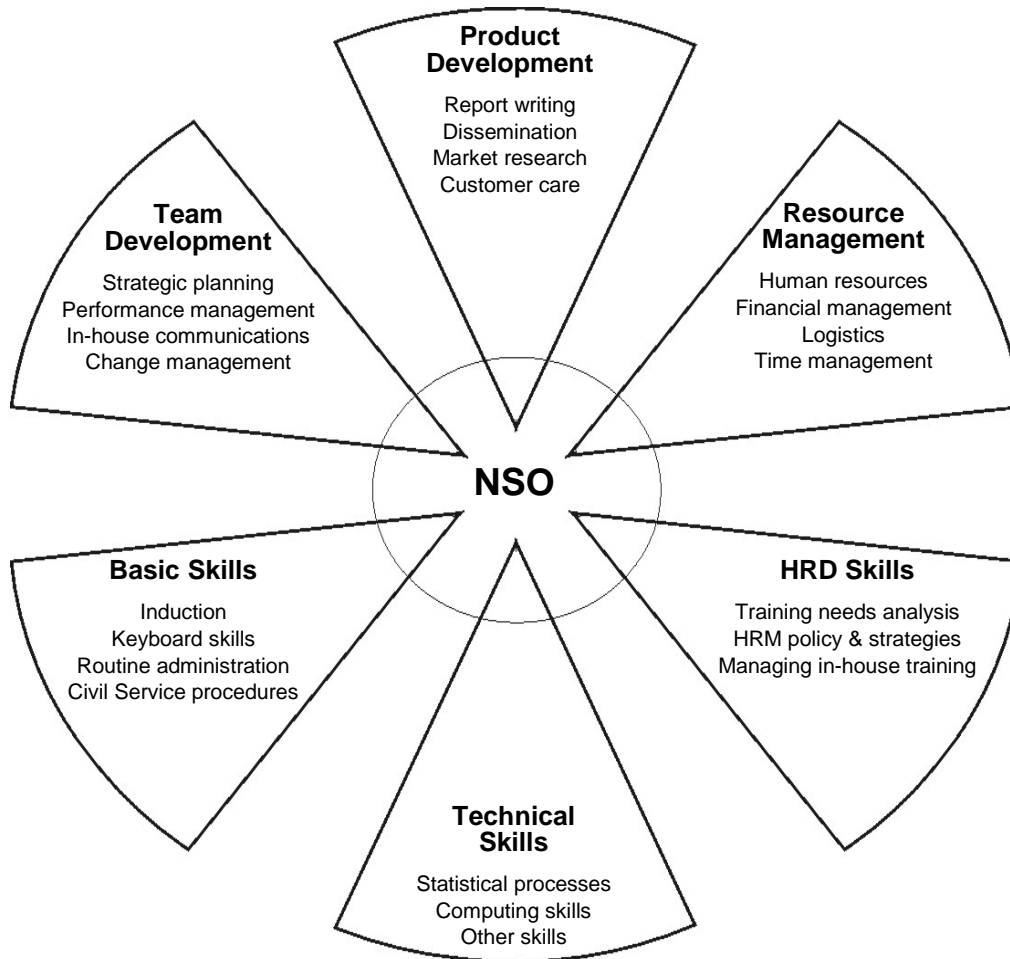 Product
Development
Report writing
Dissemination
Market research
Customer care
Team
Development
Strategic planning
Performance management
In-house communications
Change management
Resource
Management
Human resources
Financial management
Logistics
Time management
NSO
Basic Skills
Induction
Keyboard skills
Routine administration
Civil Service procedures
HRD Skills
Training needs analysis
HRM policy & strategies
Managing in-house training
Technical
Skills
Statistical processes
Computing skills
Other skills